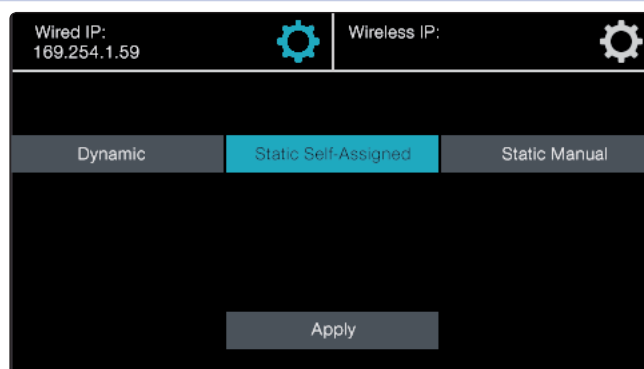 Wired IP:
169.254.1.59
Wireless IP:
Dynamic
Static Self-Assigned
Static Manual
Apply